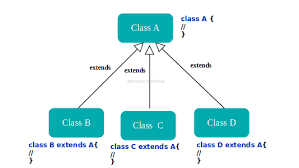 Class A
class A {
//
}
extends
extends
extends
Class B
Class C
Class D
class B extends A{
//
}
class C extends A{
//
}
class D extends A{
//
}